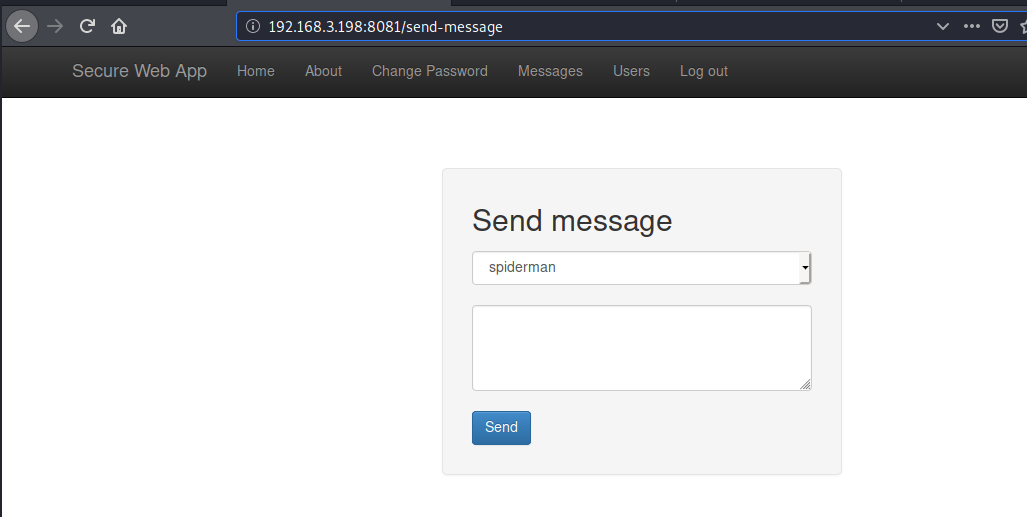 192.168.3.198:8081/send-message
Secure Web App Home About Change Password Messages Users Log out
Send message
spiderman
Send